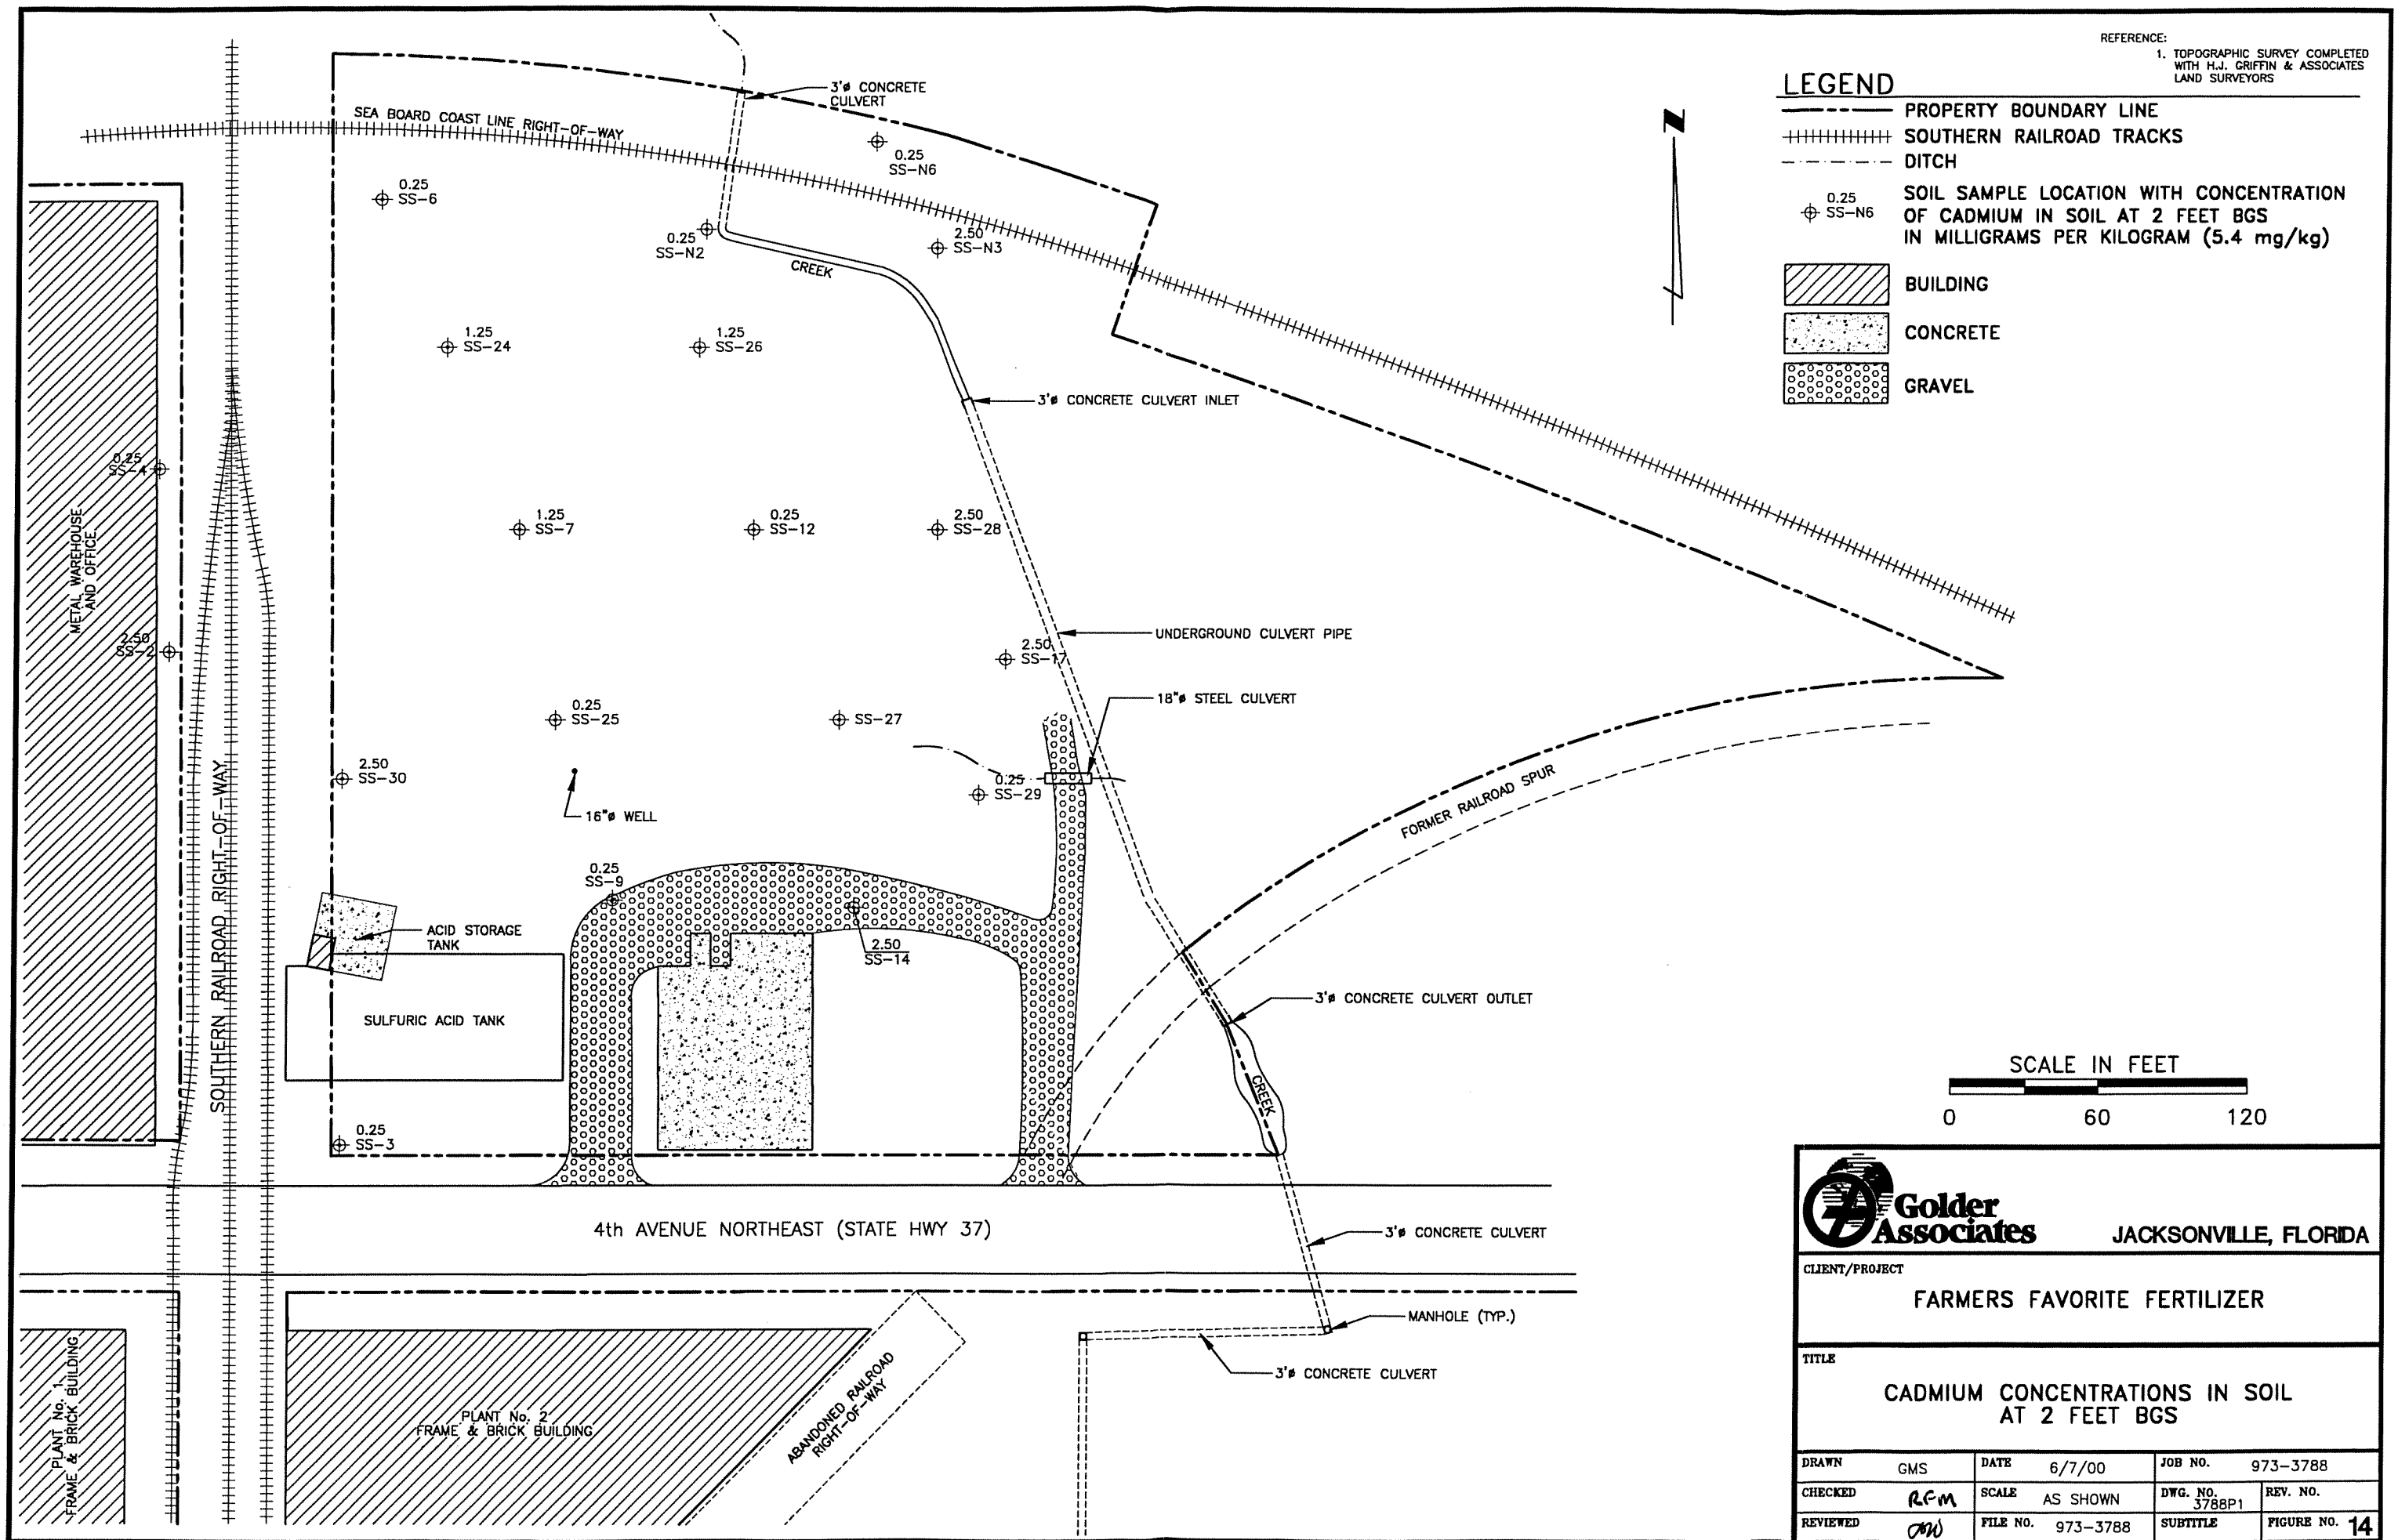 REFERENCE:
1. TOPOGRAPHIC SURVEY COMPLETED
WITH H.J. GRIFFIN & ASSOCIATES
LAND SURVEYORS
LEGEND
PROPERTY BOUNDARY LINE
SOUTHERN RAILROAD TRACKS
DITCH
0.25
SS-N6
SOIL SAMPLE LOCATION WITH CONCENTRATION
OF CADMIUM IN SOIL AT 2 FEET BGS
IN MILLIGRAMS PER KILOGRAM (5.4 mg/kg)
BUILDING
CONCRETE
GRAVEL
N
3'ø CONCRETE
CULVERT
SEA BOARD COAST LINE RIGHT-OF-WAY
0.25
SS-N6
0.25
SS-6
0.25
SS-N2
2.50
SS-N3
CREEK
1.25
SS-24
1.25
SS-26
3'ø CONCRETE CULVERT INLET
0.25
SS-4
METAL WAREHOUSE
AND OFFICE
1.25
SS-7
0.25
SS-12
2.50
SS-28
2.50
SS-2
UNDERGROUND CULVERT PIPE
2.50
SS-17
18"ø STEEL CULVERT
0.25
SS-25
SS-27
2.50
SS-30
0.25
SS-29
16"ø WELL
FORMER RAILROAD SPUR
SOUTHERN RAILROAD RIGHT-OF-WAY
0.25
SS-9
ACID STORAGE
TANK
2.50
SS-14
SULFURIC ACID TANK
3'ø CONCRETE CULVERT OUTLET
CREEK
0.25
SS-3
4th AVENUE NORTHEAST (STATE HWY 37)
3'ø CONCRETE CULVERT
MANHOLE (TYP.)
3'ø CONCRETE CULVERT
PLANT No. 1
FRAME & BRICK BUILDING
PLANT No. 2
FRAME & BRICK BUILDING
ABANDONED RAILROAD
RIGHT-OF-WAY
SCALE IN FEET
0 60 120
Golder
Associates
JACKSONVILLE, FLORIDA
CLIENT/PROJECT
FARMERS FAVORITE FERTILIZER
TITLE
CADMIUM CONCENTRATIONS IN SOIL
AT 2 FEET BGS
DRAWN GMS DATE 6/7/00 JOB NO. 973-3788
CHECKED RFM SCALE AS SHOWN DWG. NO. 3788P1 REV. NO.
REVIEWED FILE NO. 973-3788 SUBTITLE FIGURE NO. 14